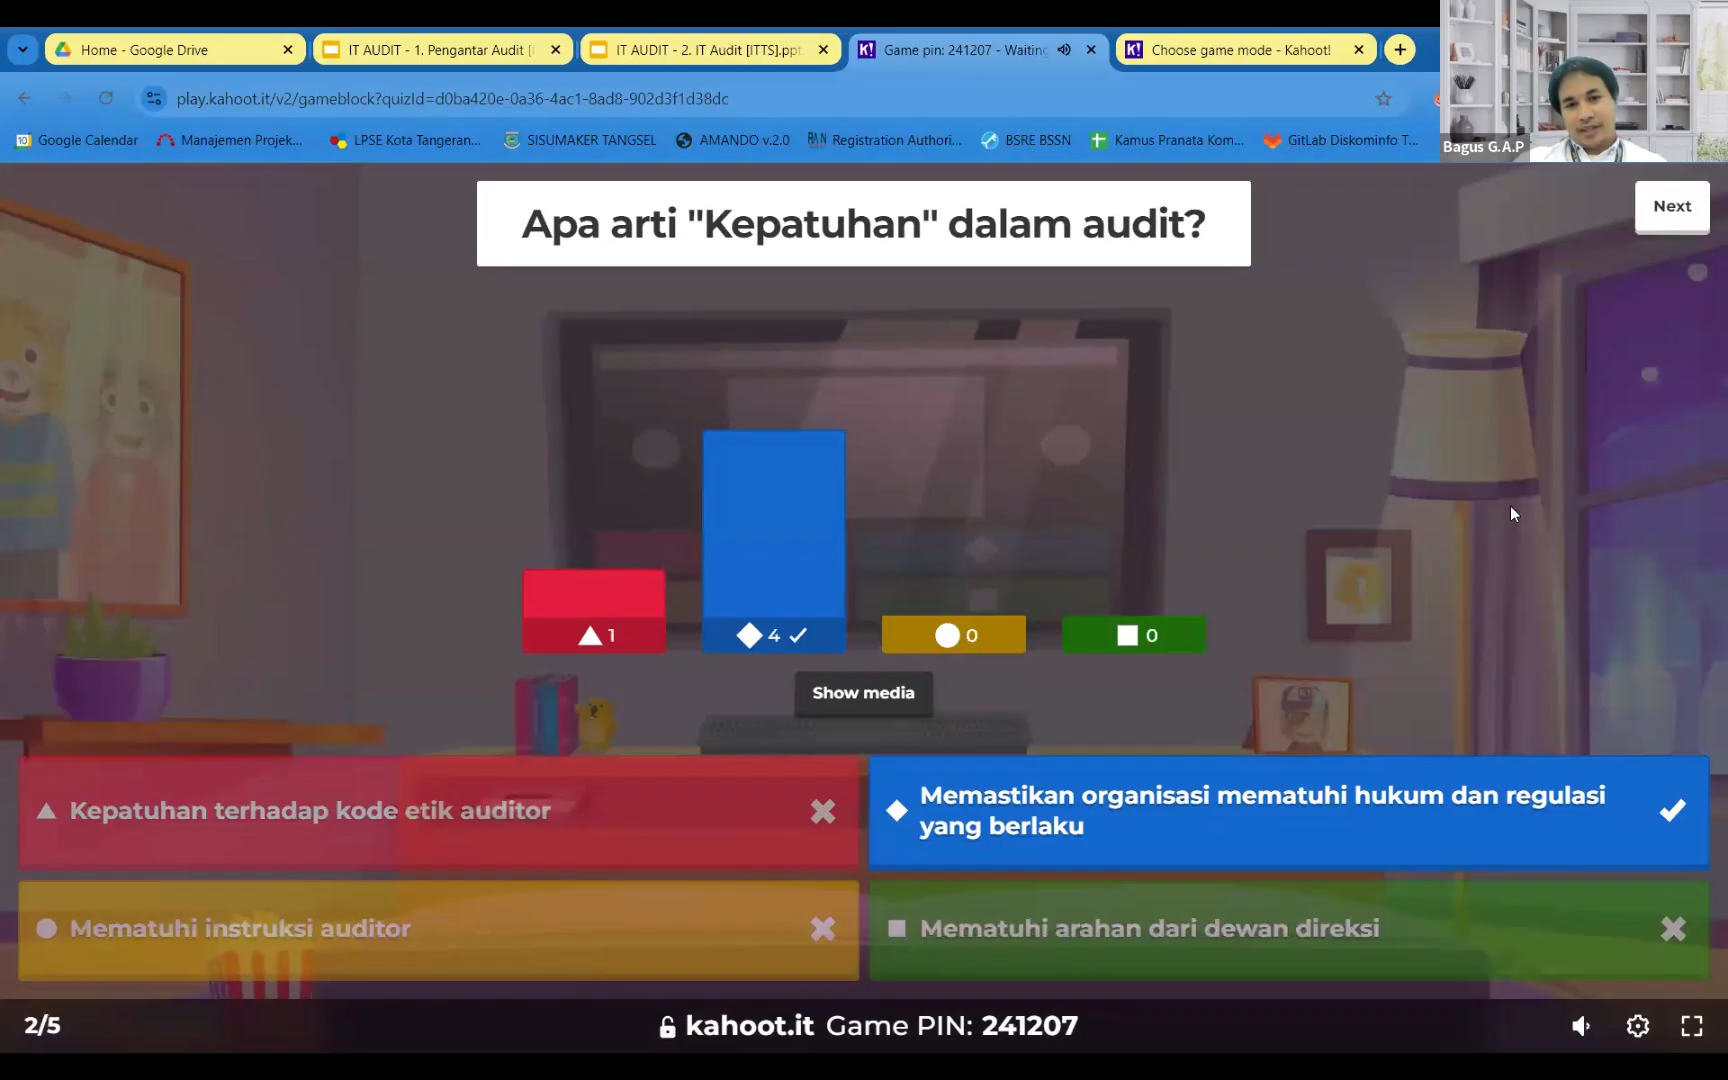 Home - Google Drive
IT AUDIT - 1. Pengantar Audit [
IT AUDIT - 2. IT Audit [ITTS].ppt
Game pin: 241207 - Waiting
Choose game mode - Kahoot!
play.kahoot.it/v2/gameblock?quizId=d0ba420e-0a36-4ac1-8ad8-902d3f1d38dc
Google Calendar
Manajemen Projek...
LPSE Kota Tangeran...
SISUMAKER TANGSEL
AMANDO v.2.0
Registration Authori...
BSRE BSSN
Kamus Pranata Kom...
GitLab Diskominfo T...
Bagus G.A.P
Apa arti "Kepatuhan" dalam audit?
Next
1
4
0
0
Show media
Kepatuhan terhadap kode etik auditor
Memastikan organisasi mematuhi hukum dan regulasi
yang berlaku
Mematuhi instruksi auditor
Mematuhi arahan dari dewan direksi
2/5
kahoot.it Game PIN: 241207